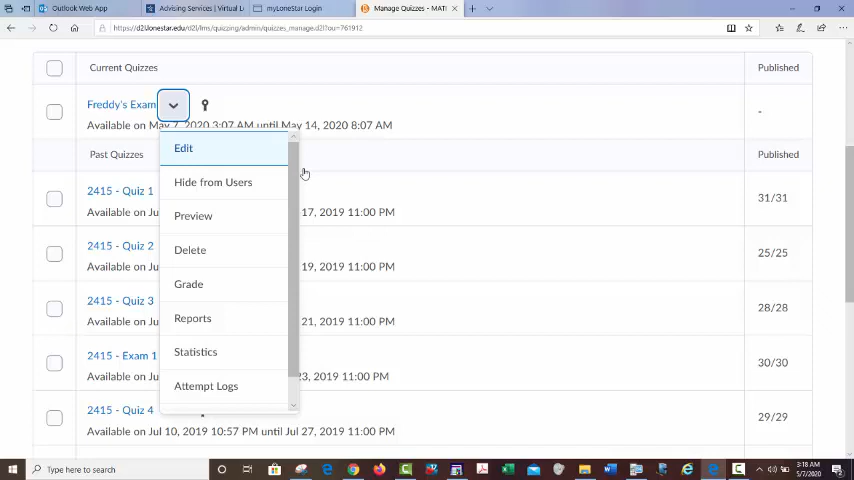 Outlook Web App
Advising Services | Virtual L
myLonestar Login
Manage Quizzes - MAT
https://d2l.lonestar.edu/d2l/lms/quizzing/admin/quizzes_manage.d2l?ou=761912
Current Quizzes
Published
Freddy's Exam
-
Available on May 7, 2020 3:07 AM until May 14, 2020 8:07 AM
Edit
Past Quizzes
Published
Hide from Users
2415 - Quiz 1
31/31
Available on Ju
17, 2019 11:00 PM
Preview
2415 - Quiz 2
25/25
Delete
Available on Ju
19, 2019 11:00 PM
Grade
2415 - Quiz 3
28/28
Reports
Available on Ju
21, 2019 11:00 PM
Statistics
2415 - Exam 1
30/30
Available on Ju
23, 2019 11:00 PM
Attempt Logs
2415 - Quiz 4
29/29
Available on Jul 10, 2019 10:57 PM until Jul 27, 2019 11:00 PM
Type here to search
3:18 AM
5/7/2020